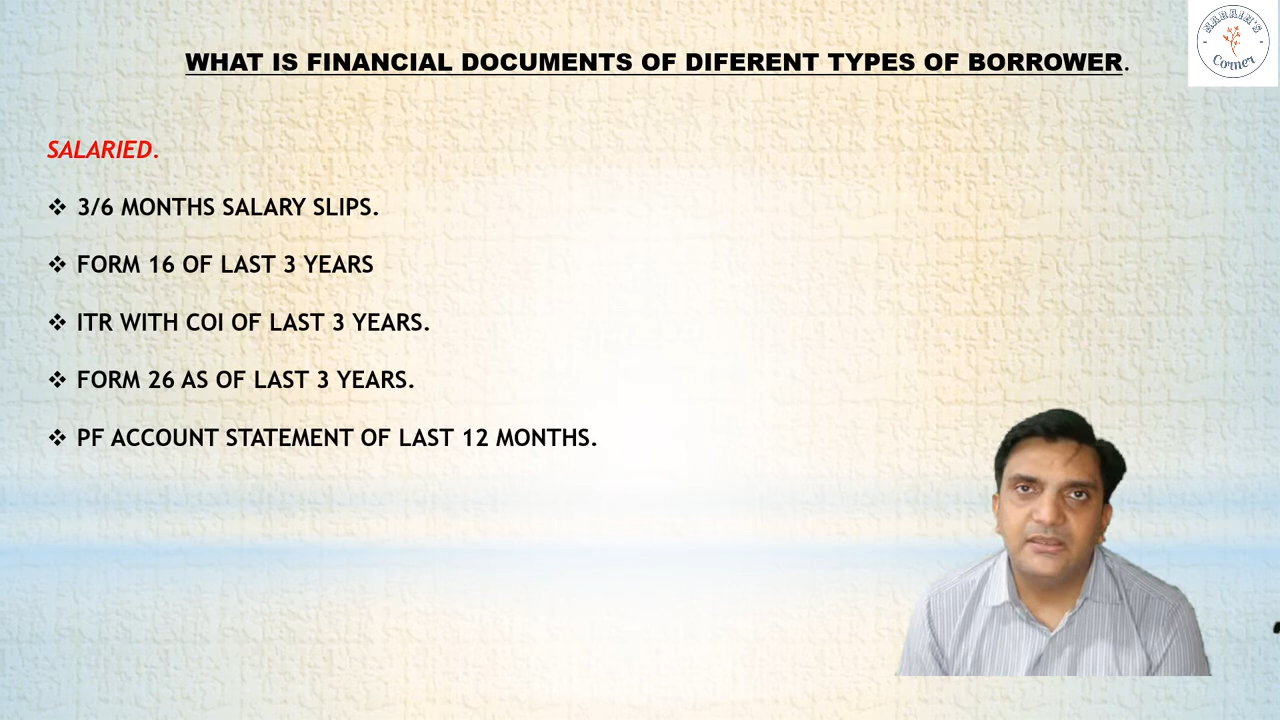 WHAT IS FINANCIAL DOCUMENTS OF DIFERENT TYPES OF BORROWER.
NARAIN'S
Corner
SALARIED.
❖ 3/6 MONTHS SALARY SLIPS.
❖ FORM 16 OF LAST 3 YEARS
❖ ITR WITH COI OF LAST 3 YEARS.
❖ FORM 26 AS OF LAST 3 YEARS.
❖ PF ACCOUNT STATEMENT OF LAST 12 MONTHS.